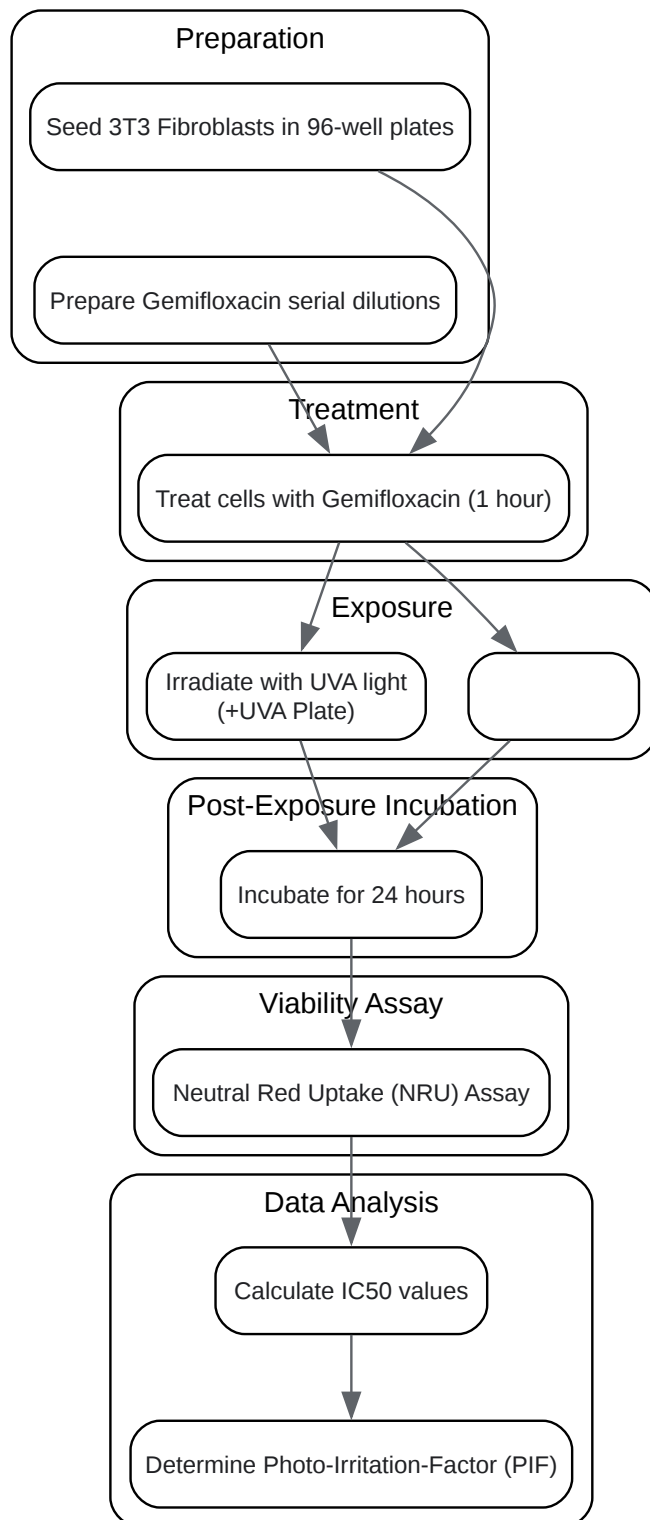 Preparation
Seed 3T3 Fibroblasts in 96-well plates
Prepare Gemifloxacin serial dilutions
Treatment
Treat cells with Gemifloxacin (1 hour)
Exposure
Irradiate with UVA light
(+UVA Plate)
Post-Exposure Incubation
Incubate for 24 hours
Viability Assay
Neutral Red Uptake (NRU) Assay
Data Analysis
Calculate IC50 values
Determine Photo-Irritation-Factor (PIF)